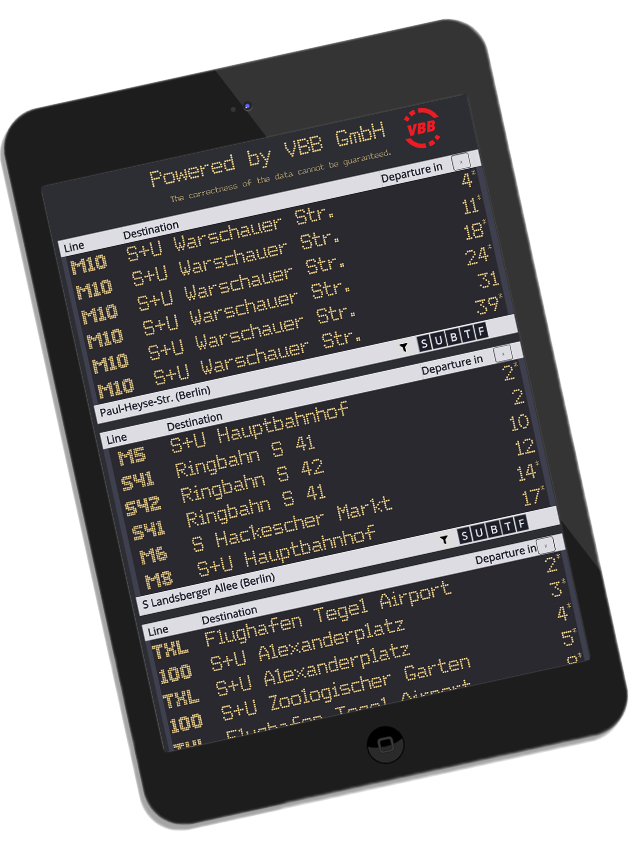 Powered by VBB GmbH
VBB
The correctness of the data cannot be guaranteed.
Line Destination Departure in
M10 S+U Warschauer Str. 4*
M10 S+U Warschauer Str. 11*
M10 S+U Warschauer Str. 18*
M10 S+U Warschauer Str. 24*
M10 S+U Warschauer Str. 31
M10 S+U Warschauer Str. 39*
Paul-Heyse-Str. (Berlin) S U B T F
Line Destination Departure in
M5 S+U Hauptbahnhof 2*
S41 Ringbahn S 41 2
S42 Ringbahn S 42 10
S41 Ringbahn S 41 12
M6 S Hackescher Markt 14*
M8 S+U Hauptbahnhof 17*
S Landsberger Allee (Berlin) S U B T F
Line Destination Departure in
TXL Flughafen Tegel Airport 2*
100 S+U Alexanderplatz 3*
TXL S+U Alexanderplatz 4*
100 S+U Zoologischer Garten 5*
TXL Flughafen Tegel Airport